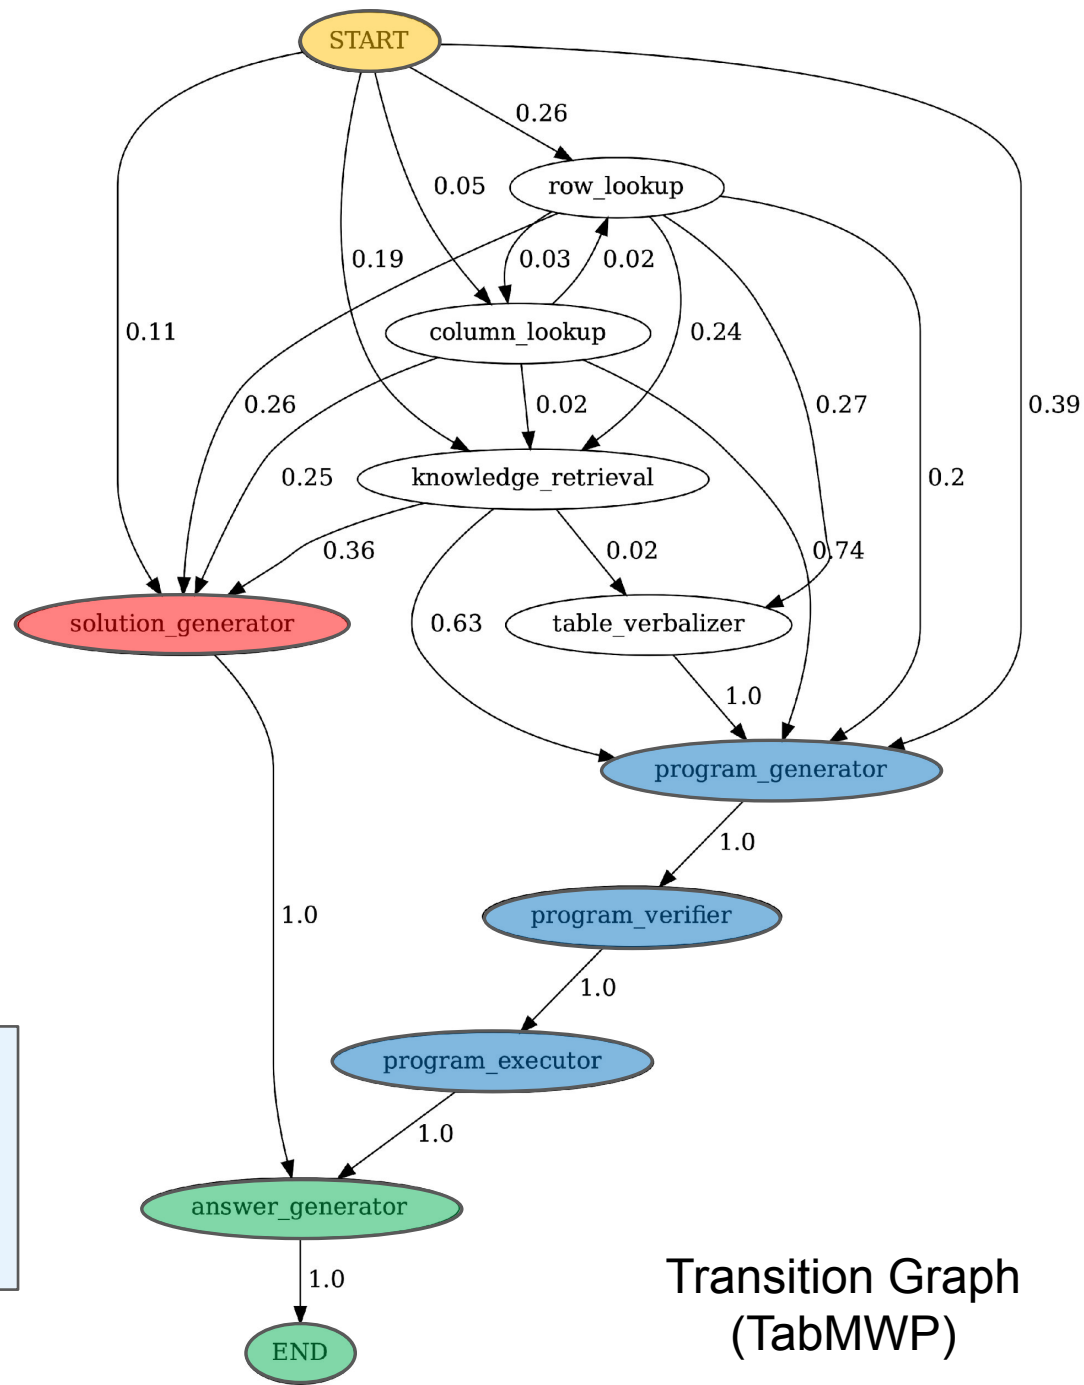 START
0.26
row_lookup
0.05
0.19
0.03
0.02
0.11
column_lookup
0.24
0.26
0.02
0.27
0.39
0.25
knowledge_retrieval
0.2
0.36
0.02
0.74
solution_generator
0.63
table_verbalizer
1.0
program_generator
1.0
program_verifier
1.0
1.0
program_executor
1.0
answer_generator
1.0
END
Transition Graph
(TabMWP)